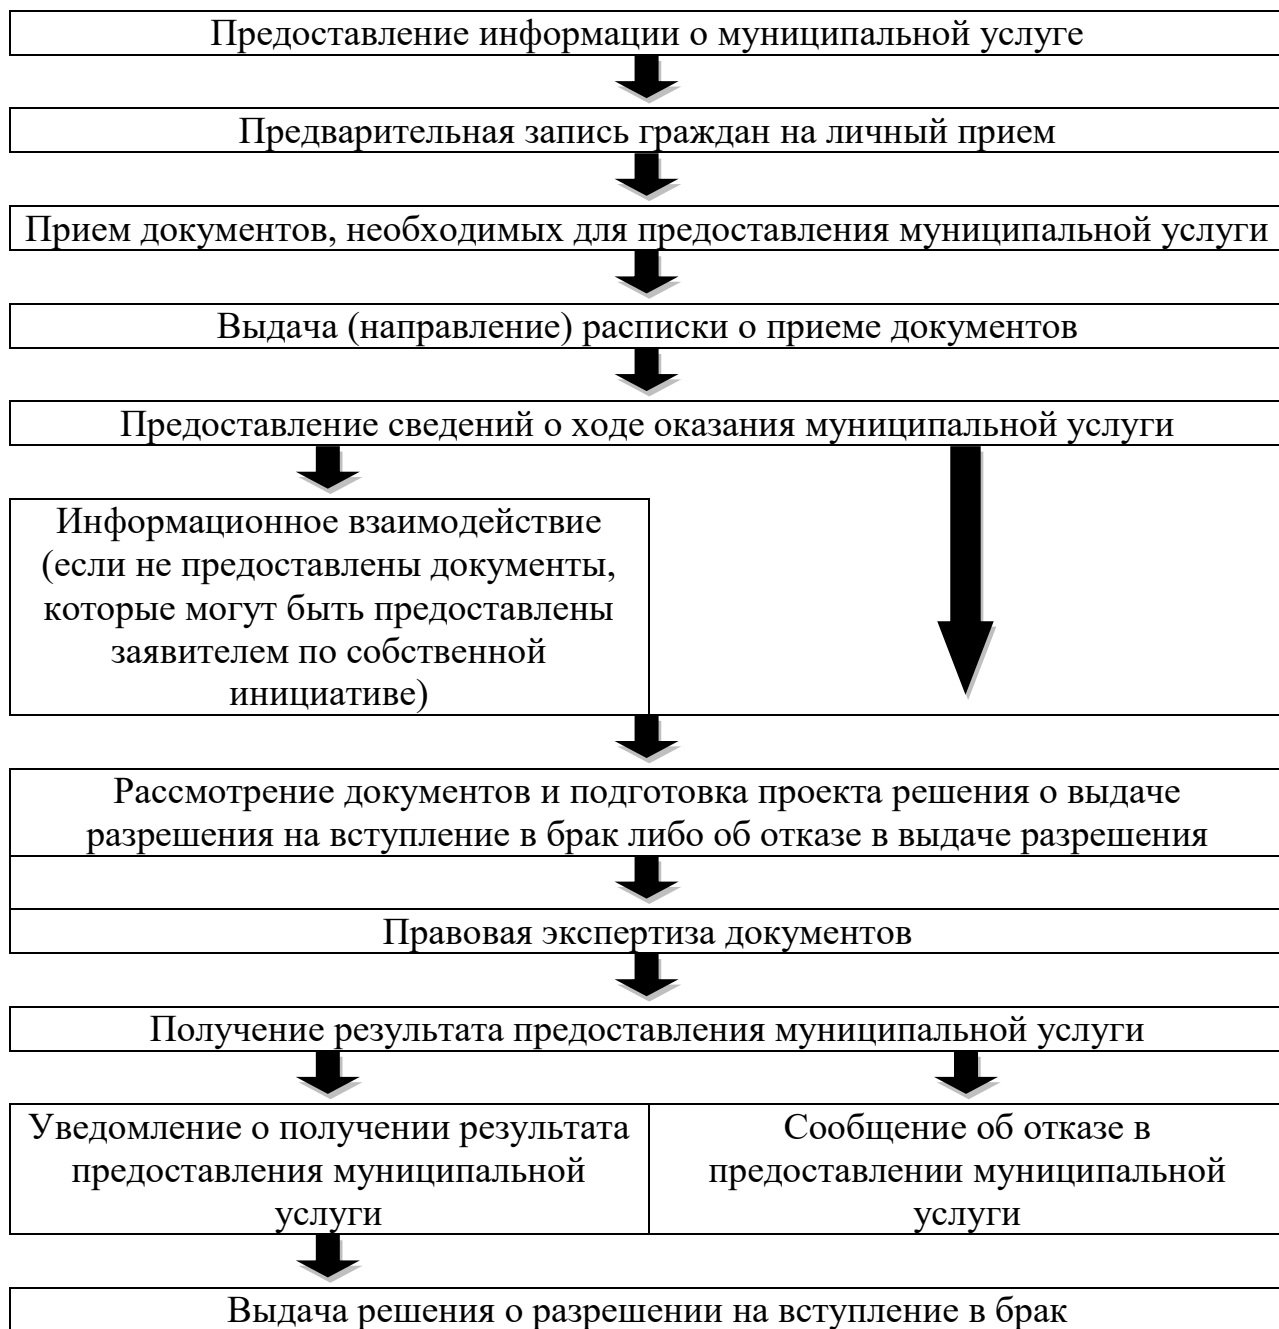 Предоставление информации о муниципальной услуге
Предварительная запись граждан на личный прием
Прием документов, необходимых для предоставления муниципальной услуги
Выдача (направление) расписки о приеме документов
Предоставление сведений о ходе оказания муниципальной услуги
Информационное взаимодействие
(если не предоставлены документы,
которые могут быть предоставлены
заявителем по собственной
инициативе)
Рассмотрение документов и подготовка проекта решения о выдаче
разрешения на вступление в брак либо об отказе в выдаче разрешения
Правовая экспертиза документов
Получение результата предоставления муниципальной услуги
Уведомление о получении результата
предоставления муниципальной
услуги
Сообщение об отказе в
предоставлении муниципальной
услуги
Выдача решения о разрешении на вступление в брак